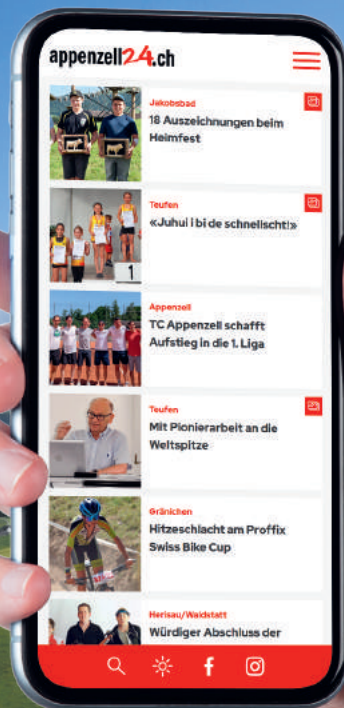 appenzell24.ch
Jakobsbad
18 Auszeichnungen beim
Heimfest
Teufen
«Juhui i bi de schnellscht!»
1
Appenzell
TC Appenzell schafft
Aufstieg in die 1. Liga
Teufen
Mit Pionierarbeit an die
Weltspitze
Gränichen
Hitzeschlacht am Proffix
Swiss Bike Cup
Herisau/Waldstatt
Würdiger Abschluss der